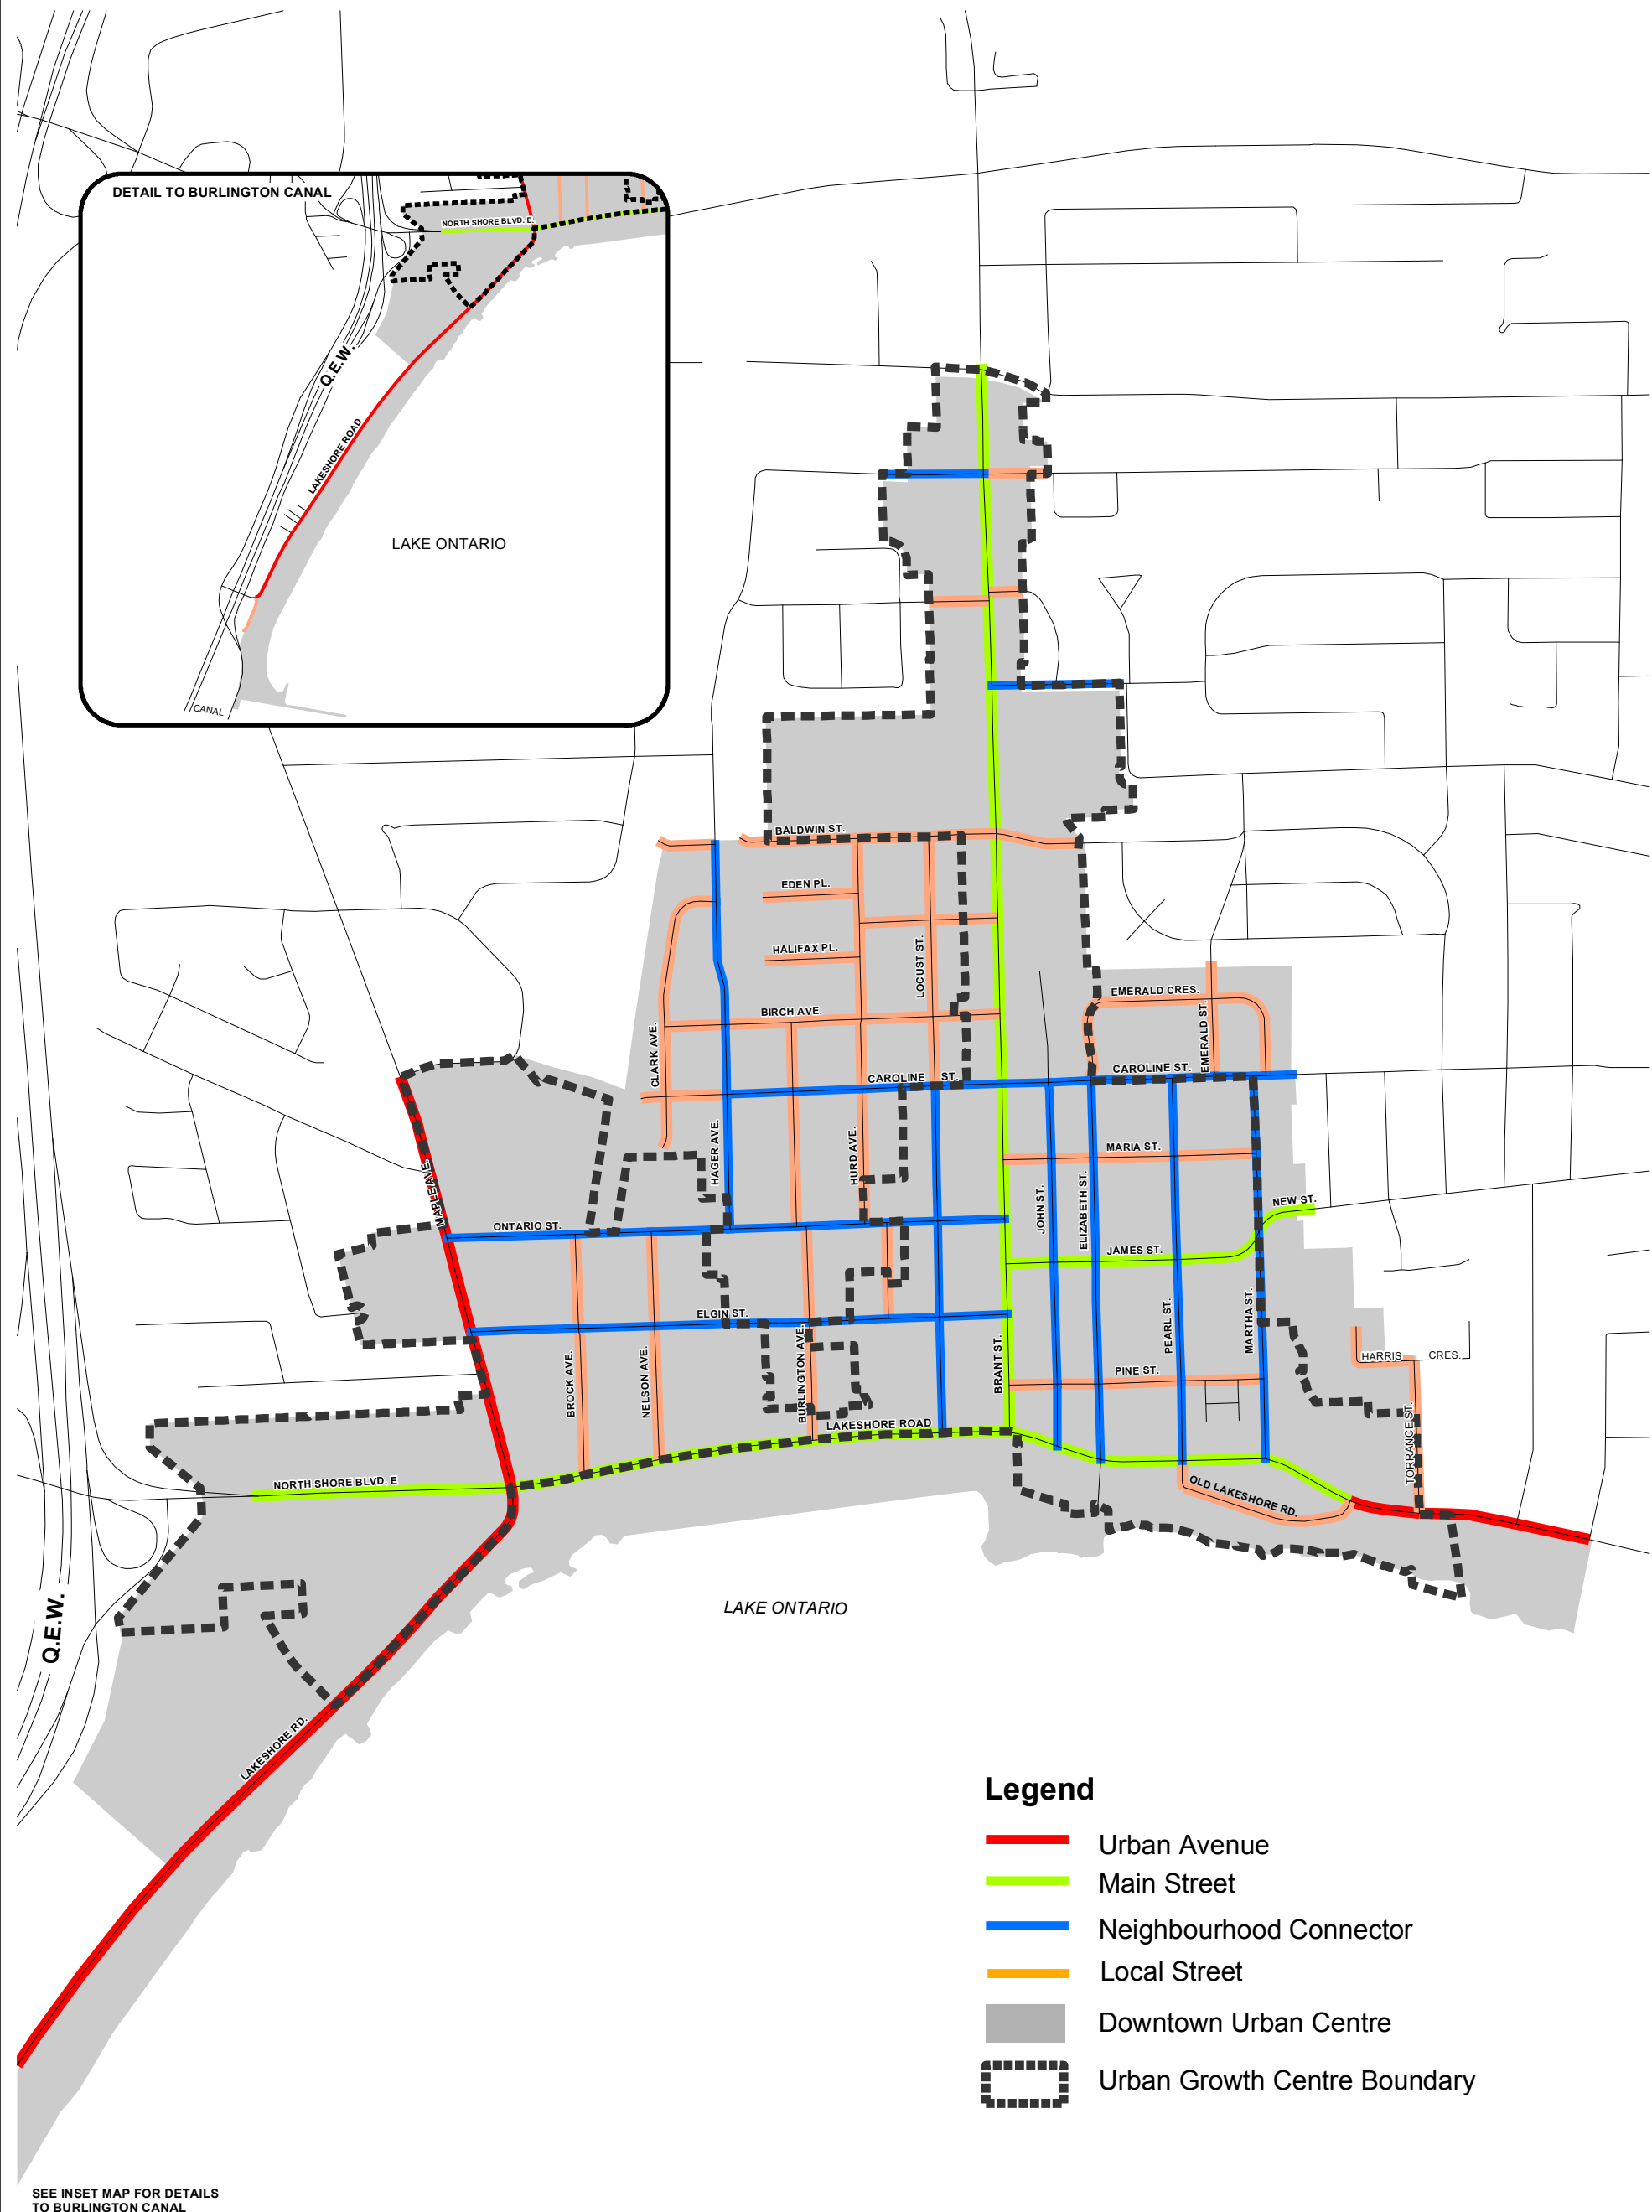 DETAIL TO BURLINGTON CANAL
NORTH SHORE BLVD. E.
Q.E.W.
LAKESHORE ROAD
LAKE ONTARIO
CANAL
BALDWIN ST.
EDEN PL.
HALIFAX PL.
LOCUST ST.
BIRCH AVE.
CLARK AVE.
EMERALD CRES.
EMERALD ST.
CAROLINE ST.
CAROLINE ST.
HAGER AVE.
HURD AVE.
MARIA ST.
MAPLE AVE.
JOHN ST.
ELIZABETH ST.
NEW ST.
ONTARIO ST.
JAMES ST.
ELGIN ST.
PEARL ST.
MARTHA ST.
BROCK AVE.
NELSON AVE.
BURLINGTON AVE.
BRANT ST.
PINE ST.
HARRIS CRES.
TORRANCE ST.
LAKESHORE ROAD
NORTH SHORE BLVD. E
OLD LAKESHORE RD.
Q.E.W.
LAKE ONTARIO
LAKESHORE RD.
Legend
Urban Avenue
Main Street
Neighbourhood Connector
Local Street
Downtown Urban Centre
Urban Growth Centre Boundary
SEE INSET MAP FOR DETAILS
TO BURLINGTON CANAL